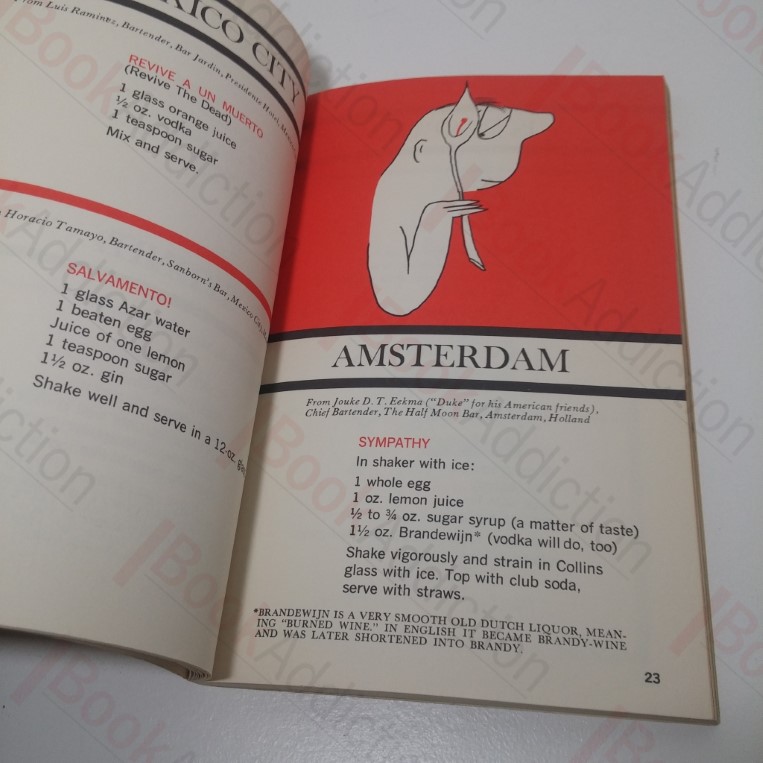 RICO CITY
From Luis Ramirez, Bartender, Bar Jardin, Presidente Hotel,
REVIVE A UN MUERTO
(Revive The Dead)
1 glass orange juice
½ oz. vodka
1 teaspoon sugar
Mix and serve.
Horacio Tamayo, Bartender, Sanborn's Bar, Mexico
SALVAMENTO!
1 glass Azar water
1 beaten egg
Juice of one lemon
1 teaspoon sugar
1½ oz. gin
Shake well and serve in a 12-oz.
AMSTERDAM
From Jouke D. T. Eekma ("Duke" for his American friends),
Chief Bartender, The Half Moon Bar, Amsterdam, Holland
SYMPATHY
In shaker with ice:
1 whole egg
1 oz. lemon juice
½ to ¾ oz. sugar syrup (a matter of taste)
1½ oz. Brandewijn* (vodka will do, too)
Shake vigorously and strain in Collins
glass with ice. Top with club soda,
serve with straws.
*BRANDEWIJN IS A VERY SMOOTH OLD DUTCH LIQUOR, MEAN-
ING "BURNED WINE." IN ENGLISH IT BECAME BRANDY-WINE
AND WAS LATER SHORTENED INTO BRANDY.
23
BookAddiction